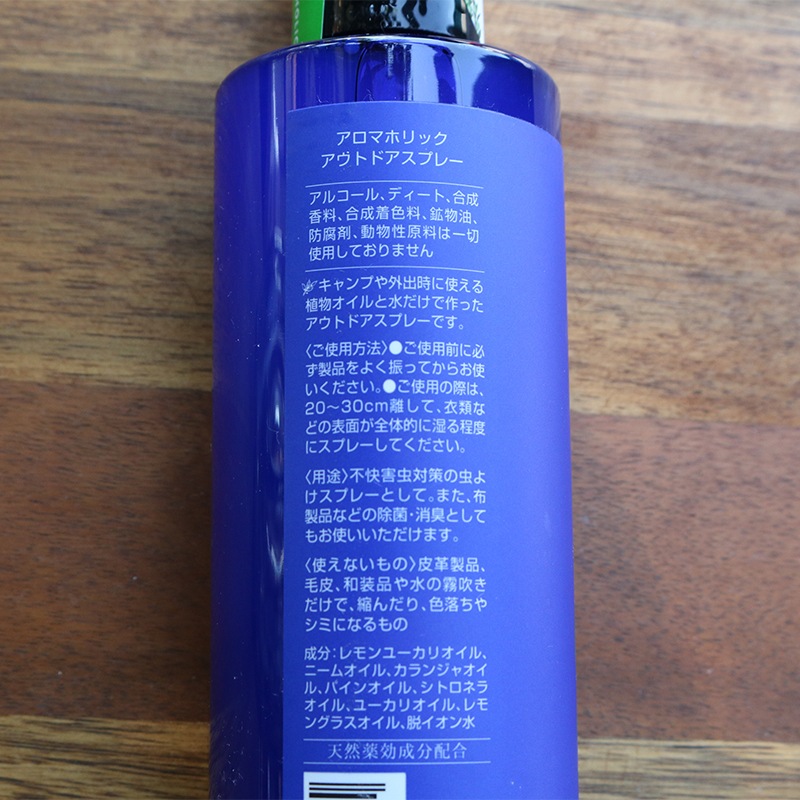 アロマホリック
アウトドアスプレー
アルコール、ディート、合成
香料、合成着色料、鉱物油、
防腐剤、動物性原料は一切
使用しておりません
キャンプや外出時に使える
植物オイルと水だけで作った
アウトドアスプレーです。
〈ご使用方法〉●ご使用前に必
ず製品をよく振ってからお使
いください。●ご使用の際は、
20〜30cm離して、衣類な
どの表面が全体的に湿る程度
にスプレーしてください。
〈用途〉不快害虫対策の虫よ
けスプレーとして。また、布
製品などの除菌・消臭として
もお使いいただけます。
〈使えないもの〉皮革製品、
毛皮、和装品や水の霧吹き
だけで、縮んだり、色落ちや
シミになるもの
成分：レモンユーカリオイル、
ニームオイル、カランジャオイ
ル、パインオイル、シトロネラ
オイル、ユーカリオイル、レモ
ングラスオイル、脱イオン水
天然薬効成分配合